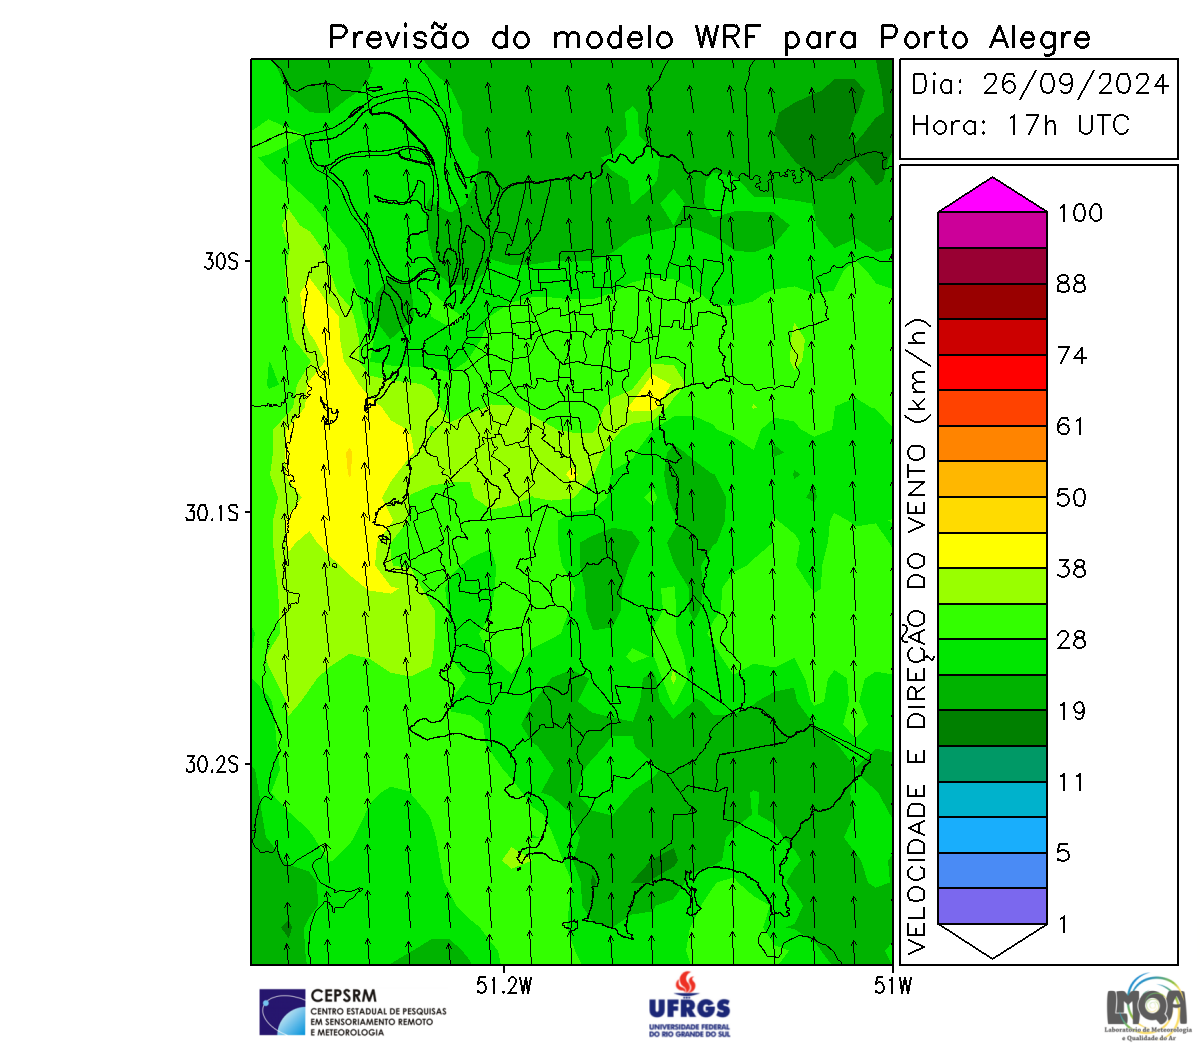 Previsão do modelo WRF para Porto Alegre
Dia: 26/09/2024
Hora: 17h UTC
100
88
74
61
50
38
28
19
11
5
1
VELOCIDADE E DIREÇÃO DO VENTO (km/h)
30S
30.1S
30.2S
51.2W
51W
CEPSRM
CENTRO ESTADUAL DE PESQUISAS
EM SENSORIAMENTO REMOTO
E METEOROLOGIA
UFRGS
UNIVERSIDADE FEDERAL
DO RIO GRANDE DO SUL
LMQA
Laboratório de Meteorologia
e Qualidade do Ar